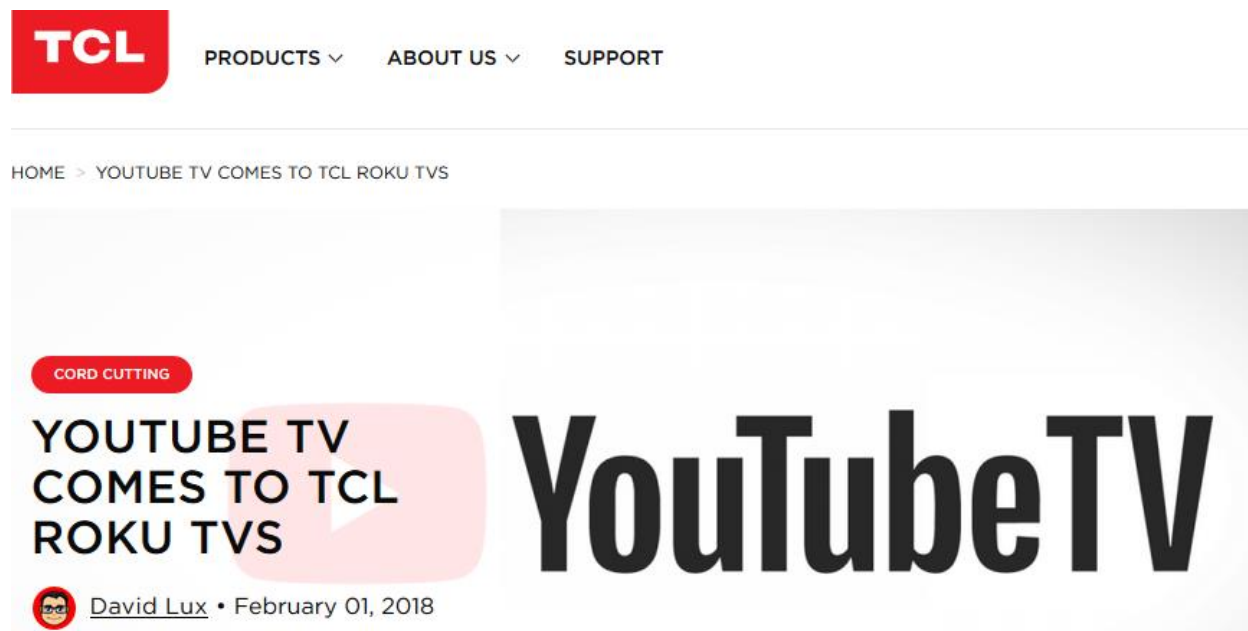 TCL
PRODUCTS ABOUT US SUPPORT
HOME > YOUTUBE TV COMES TO TCL ROKU TVS
CORD CUTTING
YOUTUBE TV
COMES TO TCL
ROKU TVS
YouTubeTV
David Lux • February 01, 2018